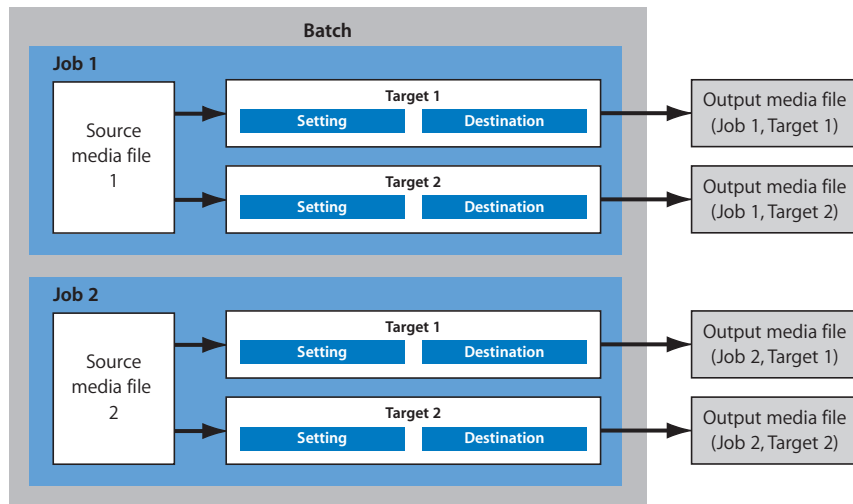 Batch
Job 1
Source
media file
1
Target 1
Setting
Destination
Output media file
(Job 1, Target 1)
Target 2
Setting
Destination
Output media file
(Job 1, Target 2)
Job 2
Source
media file
2
Target 1
Setting
Destination
Output media file
(Job 2, Target 1)
Target 2
Setting
Destination
Output media file
(Job 2, Target 2)